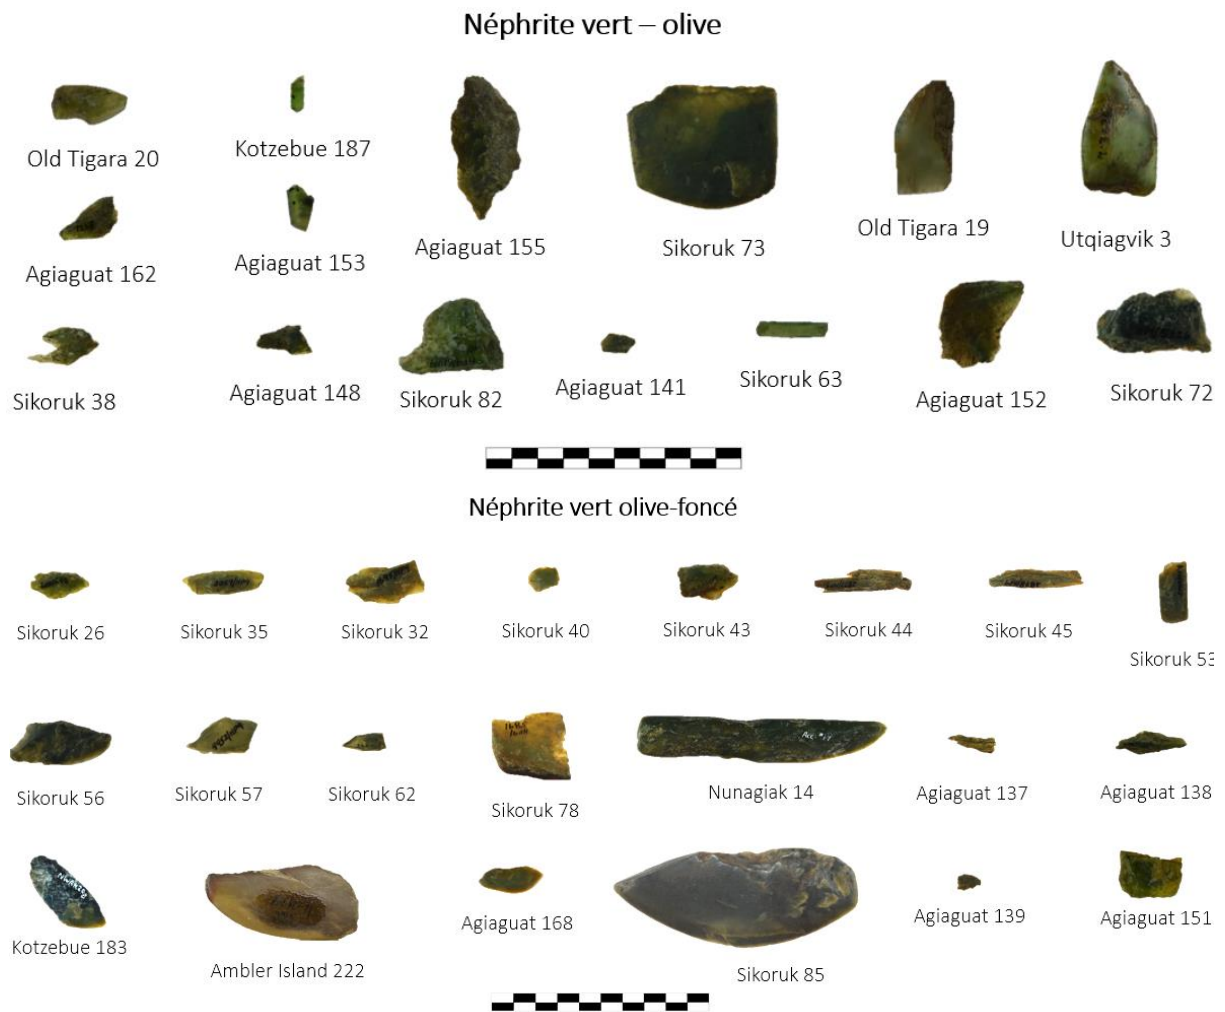 Néphrite vert – olive
Old Tigara 20
Kotzebue 187
Agiaguat 155
Sikoruk 73
Old Tigara 19
Utqiagvik 3
Agiaguat 162
Agiaguat 153
Sikoruk 38
Agiaguat 148
Sikoruk 82
Agiaguat 141
Sikoruk 63
Agiaguat 152
Sikoruk 72
Néphrite vert olive-foncé
Sikoruk 26
Sikoruk 35
Sikoruk 32
Sikoruk 40
Sikoruk 43
Sikoruk 44
Sikoruk 45
Sikoruk 53
Sikoruk 56
Sikoruk 57
Sikoruk 62
Sikoruk 78
Nunagiak 14
Agiaguat 137
Agiaguat 138
Kotzebue 183
Ambler Island 222
Agiaguat 168
Sikoruk 85
Agiaguat 139
Agiaguat 151